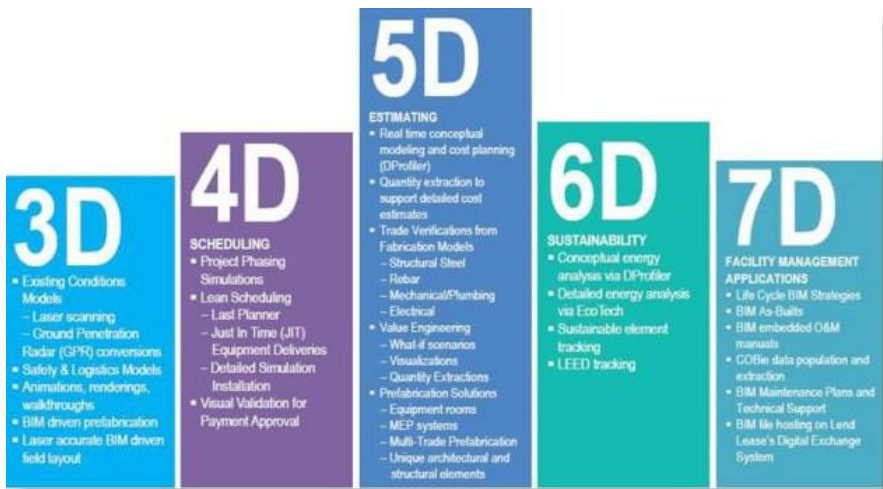 3D
▪ Existing Conditions
Models
– Laser scanning
– Ground Penetration
Radar (GPR) conversions
▪ Safety & Logistics Models
▪ Animations, renderings,
walkthroughs
▪ BIM driven prefabrication
▪ Laser accurate BIM driven
field layout
4D
SCHEDULING
▪ Project Phasing
Simulations
▪ Lean Scheduling
– Last Planner
– Just In Time (JIT)
Equipment Deliveries
– Detailed Simulation
Installation
▪ Visual Validation for
Payment Approval
5D
ESTIMATING
▪ Real time conceptual
modeling and cost planning
(DProfiler)
▪ Quantity extraction to
support detailed cost
estimates
▪ Trade Verifications from
Fabrication Models
– Structural Steel
– Rebar
– Mechanical/Plumbing
– Electrical
▪ Value Engineering
– What-if scenarios
– Visualizations
– Quantity Extractions
▪ Prefabrication Solutions
– Equipment rooms
– MEP systems
– Multi-Trade Prefabrication
– Unique architectural and
structural elements
6D
SUSTAINABILITY
▪ Conceptual energy
analysis via DProfiler
▪ Detailed energy analysis
via EcoTech
▪ Sustainable element
tracking
▪ LEED tracking
7D
FACILITY MANAGEMENT
APPLICATIONS
▪ Life Cycle BIM Strategies
▪ BIM As-Builts
▪ BIM embedded O&M
manuals
▪ COBie data population and
extraction
▪ BIM Maintenance Plans and
Technical Support
▪ BIM file hosting on Lend
Lease's Digital Exchange
System